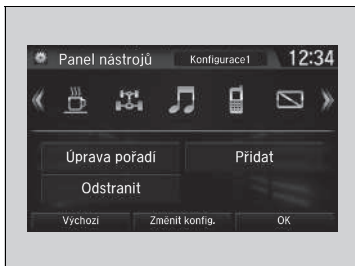 Panel nástrojů Konfigurace1 12:34
Úprava pořadí Přidat
Odstranit
Výchozí Změnit konfig. OK